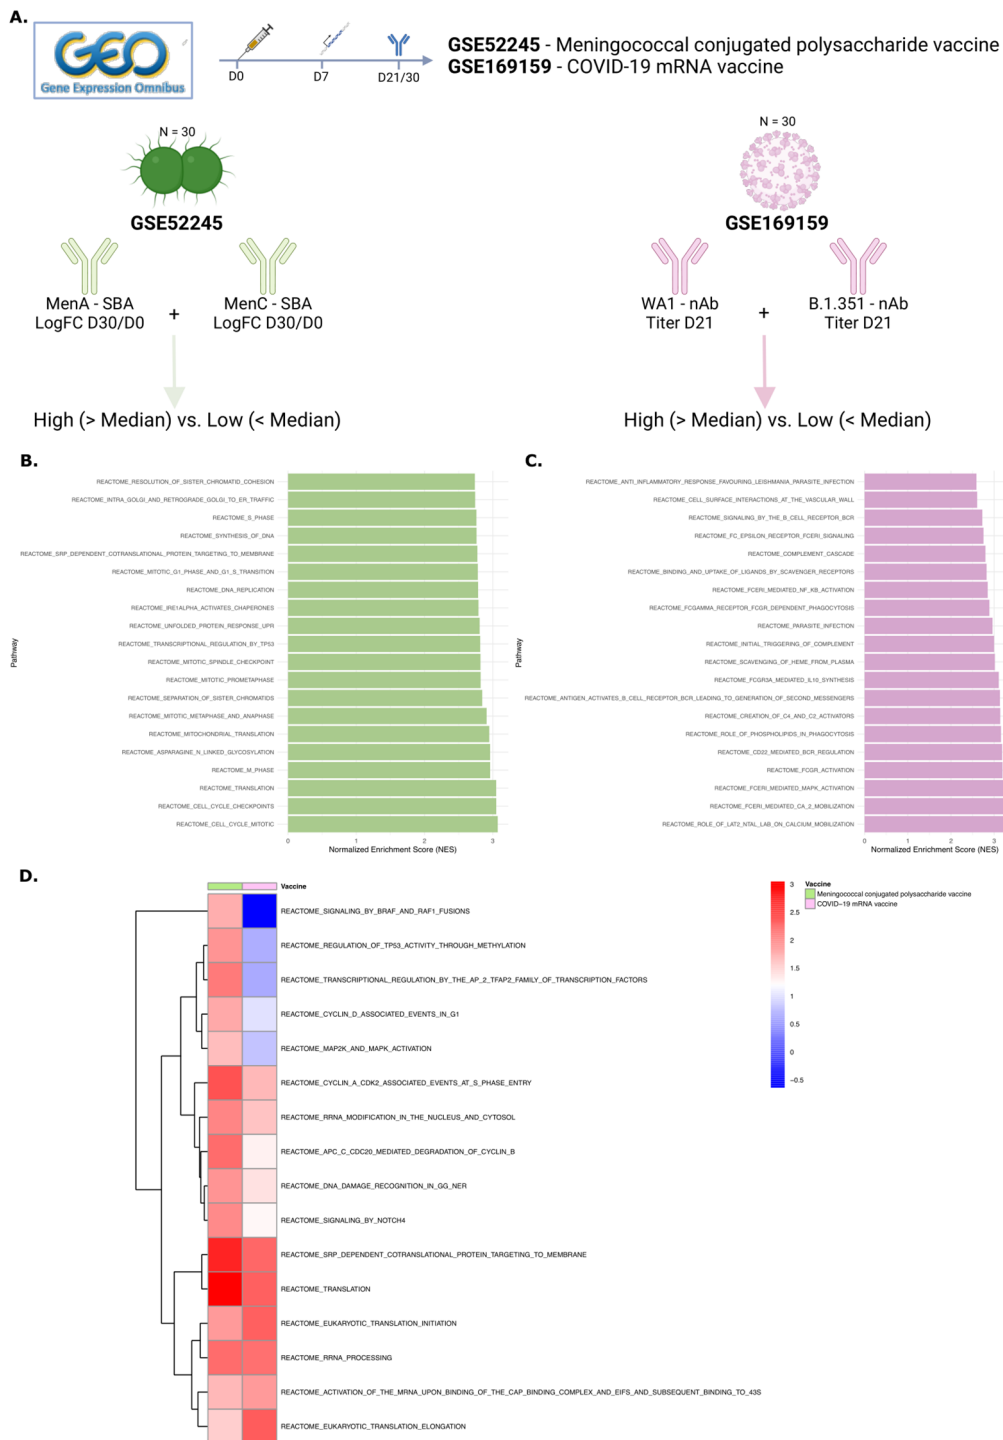 A.
GEO
Gene Expression Omnibus
D0
D7
D21/30
GSE52245 - Meningococcal conjugated polysaccharide vaccine
GSE169159 - COVID-19 mRNA vaccine
N = 30
GSE52245
MenA - SBA
LogFC D30/D0
+
MenC - SBA
LogFC D30/D0
High (> Median) vs. Low (< Median)
N = 30
GSE169159
WA1 - nAb
Titer D21
+
B.1.351 - nAb
Titer D21
High (> Median) vs. Low (< Median)
B.
Pathway
REACTOME_RESOLUTION_OF_SISTER_CHROMATID_COHESION
REACTOME_INTRA_GOLGI_AND_RETROGRADE_GOLGI_TO_ER_TRAFFIC
REACTOME_S_PHASE
REACTOME_SYNTHESIS_OF_DNA
REACTOME_SRP_DEPENDENT_COTRANSLATIONAL_PROTEIN_TARGETING_TO_MEMBRANE
REACTOME_MITOTIC_G1_PHASE_AND_G1_S_TRANSITION
REACTOME_DNA_REPLICATION
REACTOME_IRE1ALPHA_ACTIVATES_CHAPERONES
REACTOME_UNFOLDED_PROTEIN_RESPONSE_UPR
REACTOME_TRANSCRIPTIONAL_REGULATION_BY_TP53
REACTOME_MITOTIC_SPINDLE_CHECKPOINT
REACTOME_MITOTIC_PROMETAPHASE
REACTOME_SEPARATION_OF_SISTER_CHROMATIDS
REACTOME_MITOTIC_METAPHASE_AND_ANAPHASE
REACTOME_MITOCHONDRIAL_TRANSLATION
REACTOME_ASPARAGINE_N_LINKED_GLYCOSYLATION
REACTOME_M_PHASE
REACTOME_TRANSLATION
REACTOME_CELL_CYCLE_CHECKPOINTS
REACTOME_CELL_CYCLE_MITOTIC
0 1 2 3
Normalized Enrichment Score (NES)
C.
Pathway
REACTOME_ANTI_INFLAMMATORY_RESPONSE_FAVOURING_LEISHMANIA_PARASITE_INFECTION
REACTOME_CELL_SURFACE_INTERACTIONS_AT_THE_VASCULAR_WALL
REACTOME_SIGNALING_BY_THE_B_CELL_RECEPTOR_BCR
REACTOME_FC_EPSILON_RECEPTOR_FCERI_SIGNALING
REACTOME_COMPLEMENT_CASCADE
REACTOME_BINDING_AND_UPTAKE_OF_LIGANDS_BY_SCAVENGER_RECEPTORS
REACTOME_FCERI_MEDIATED_NF_KB_ACTIVATION
REACTOME_FCGAMMA_RECEPTOR_FCGR_DEPENDENT_PHAGOCYTOSIS
REACTOME_PARASITE_INFECTION
REACTOME_INITIAL_TRIGGERING_OF_COMPLEMENT
REACTOME_SCAVENGING_OF_HEME_FROM_PLASMA
REACTOME_FCGR3A_MEDIATED_IL10_SYNTHESIS
REACTOME_ANTIGEN_ACTIVATES_B_CELL_RECEPTOR_BCR_LEADING_TO_GENERATION_OF_SECOND_MESSENGERS
REACTOME_CREATION_OF_C4_AND_C2_ACTIVATORS
REACTOME_ROLE_OF_PHOSPHOLIPIDS_IN_PHAGOCYTOSIS
REACTOME_CD22_MEDIATED_BCR_REGULATION
REACTOME_FCGR_ACTIVATION
REACTOME_FCERI_MEDIATED_MAPK_ACTIVATION
REACTOME_FCERI_MEDIATED_CA_2_MOBILIZATION
REACTOME_ROLE_OF_LAT2_NTAL_LAB_ON_CALCIUM_MOBILIZATION
0 1 2 3
Normalized Enrichment Score (NES)
D.
Vaccine
REACTOME_SIGNALING_BY_BRAF_AND_RAF1_FUSIONS
REACTOME_REGULATION_OF_TP53_ACTIVITY_THROUGH_METHYLATION
REACTOME_TRANSCRIPTIONAL_REGULATION_BY_THE_AP_2_TFAP2_FAMILY_OF_TRANSCRIPTION_FACTORS
REACTOME_CYCLIN_D_ASSOCIATED_EVENTS_IN_G1
REACTOME_MAP2K_AND_MAPK_ACTIVATION
REACTOME_CYCLIN_A_CDK2_ASSOCIATED_EVENTS_AT_S_PHASE_ENTRY
REACTOME_RRNA_MODIFICATION_IN_THE_NUCLEUS_AND_CYTOSOL
REACTOME_APC_C_CDC20_MEDIATED_DEGRADATION_OF_CYCLIN_B
REACTOME_DNA_DAMAGE_RECOGNITION_IN_GG_NER
REACTOME_SIGNALING_BY_NOTCH4
REACTOME_SRP_DEPENDENT_COTRANSLATIONAL_PROTEIN_TARGETING_TO_MEMBRANE
REACTOME_TRANSLATION
REACTOME_EUKARYOTIC_TRANSLATION_INITIATION
REACTOME_RRNA_PROCESSING
REACTOME_ACTIVATION_OF_THE_MRNA_UPON_BINDING_OF_THE_CAP_BINDING_COMPLEX_AND_EIFS_AND_SUBSEQUENT_BINDING_TO_43S
REACTOME_EUKARYOTIC_TRANSLATION_ELONGATION
3
2.5
2
1.5
1
0.5
0
−0.5
Vaccine
Meningococcal conjugated polysaccharide vaccine
COVID−19 mRNA vaccine